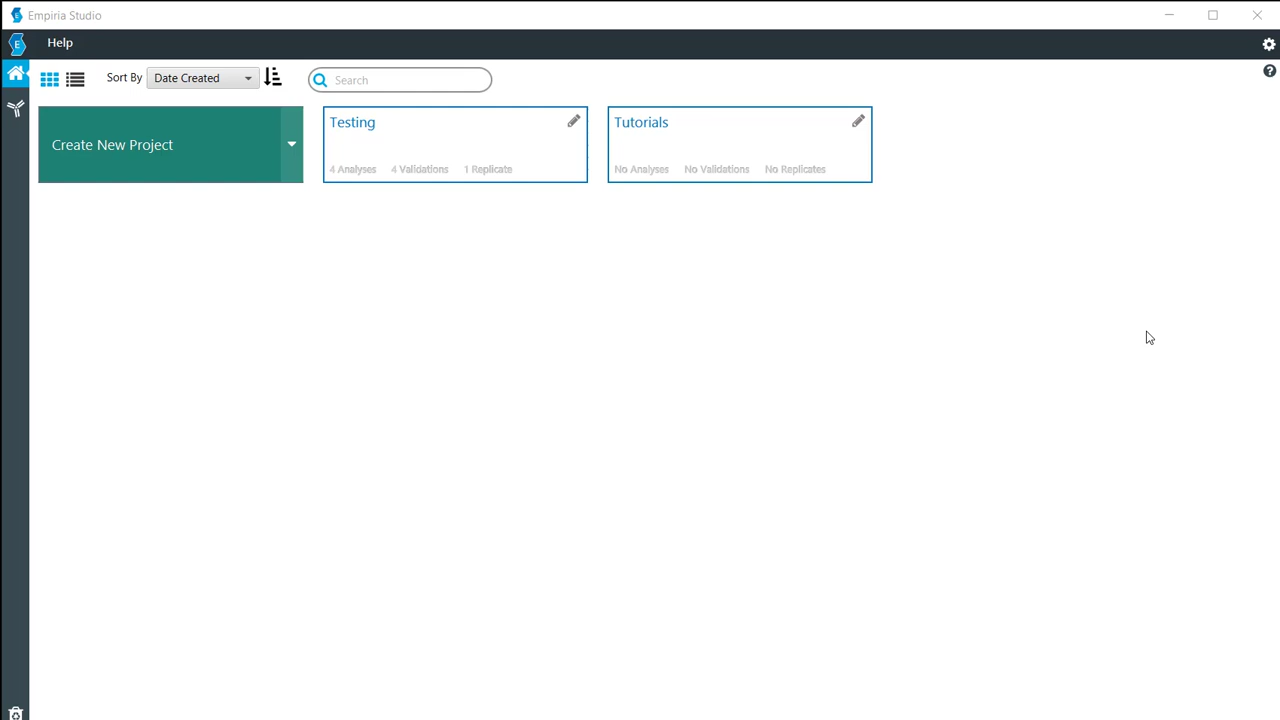 Empiria Studio
E
Help
Sort By
Date Created
Search
Create New Project
Testing
4 Analyses
4 Validations
1 Replicate
Tutorials
No Analyses
No Validations
No Replicates